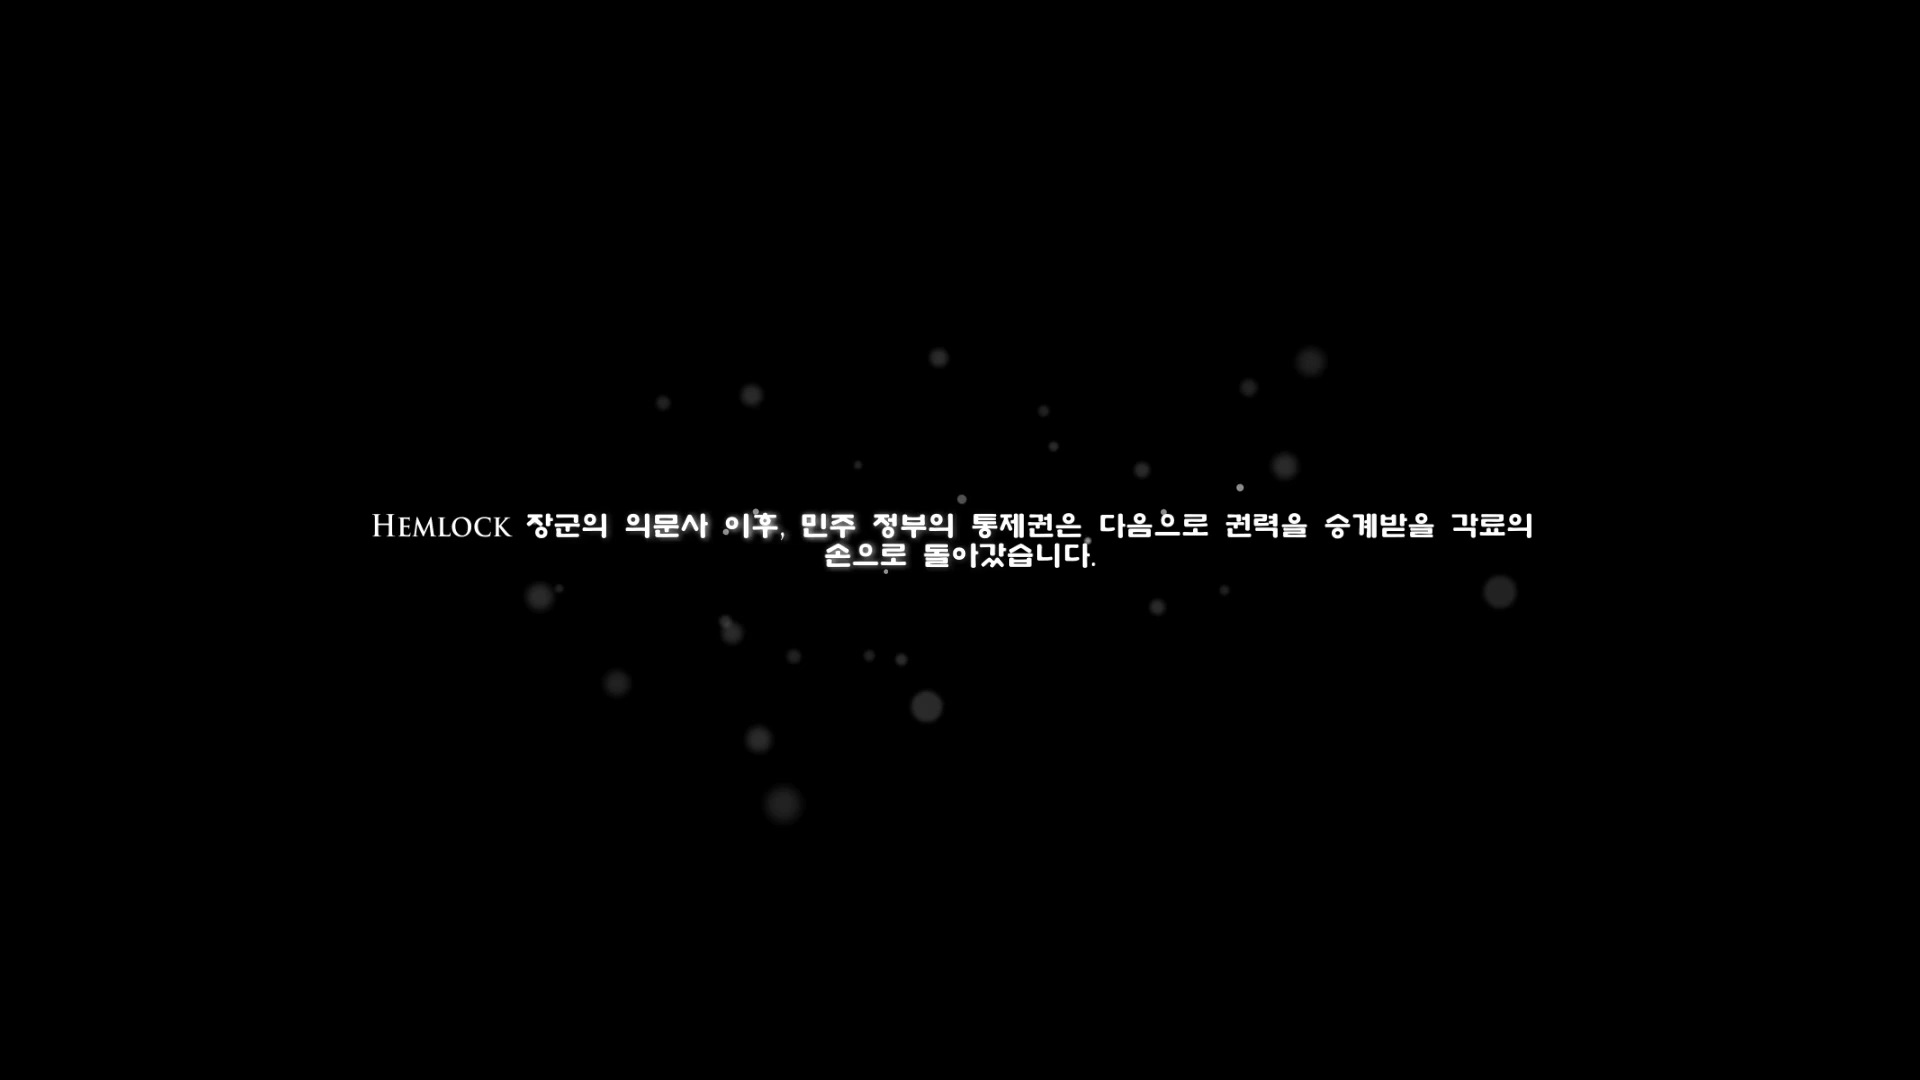 HEMLOCK 장군의 의문사 이후, 민주 정부의 통제권은 다음으로 권력을 승계받을 각료의
손으로 돌아갔습니다.